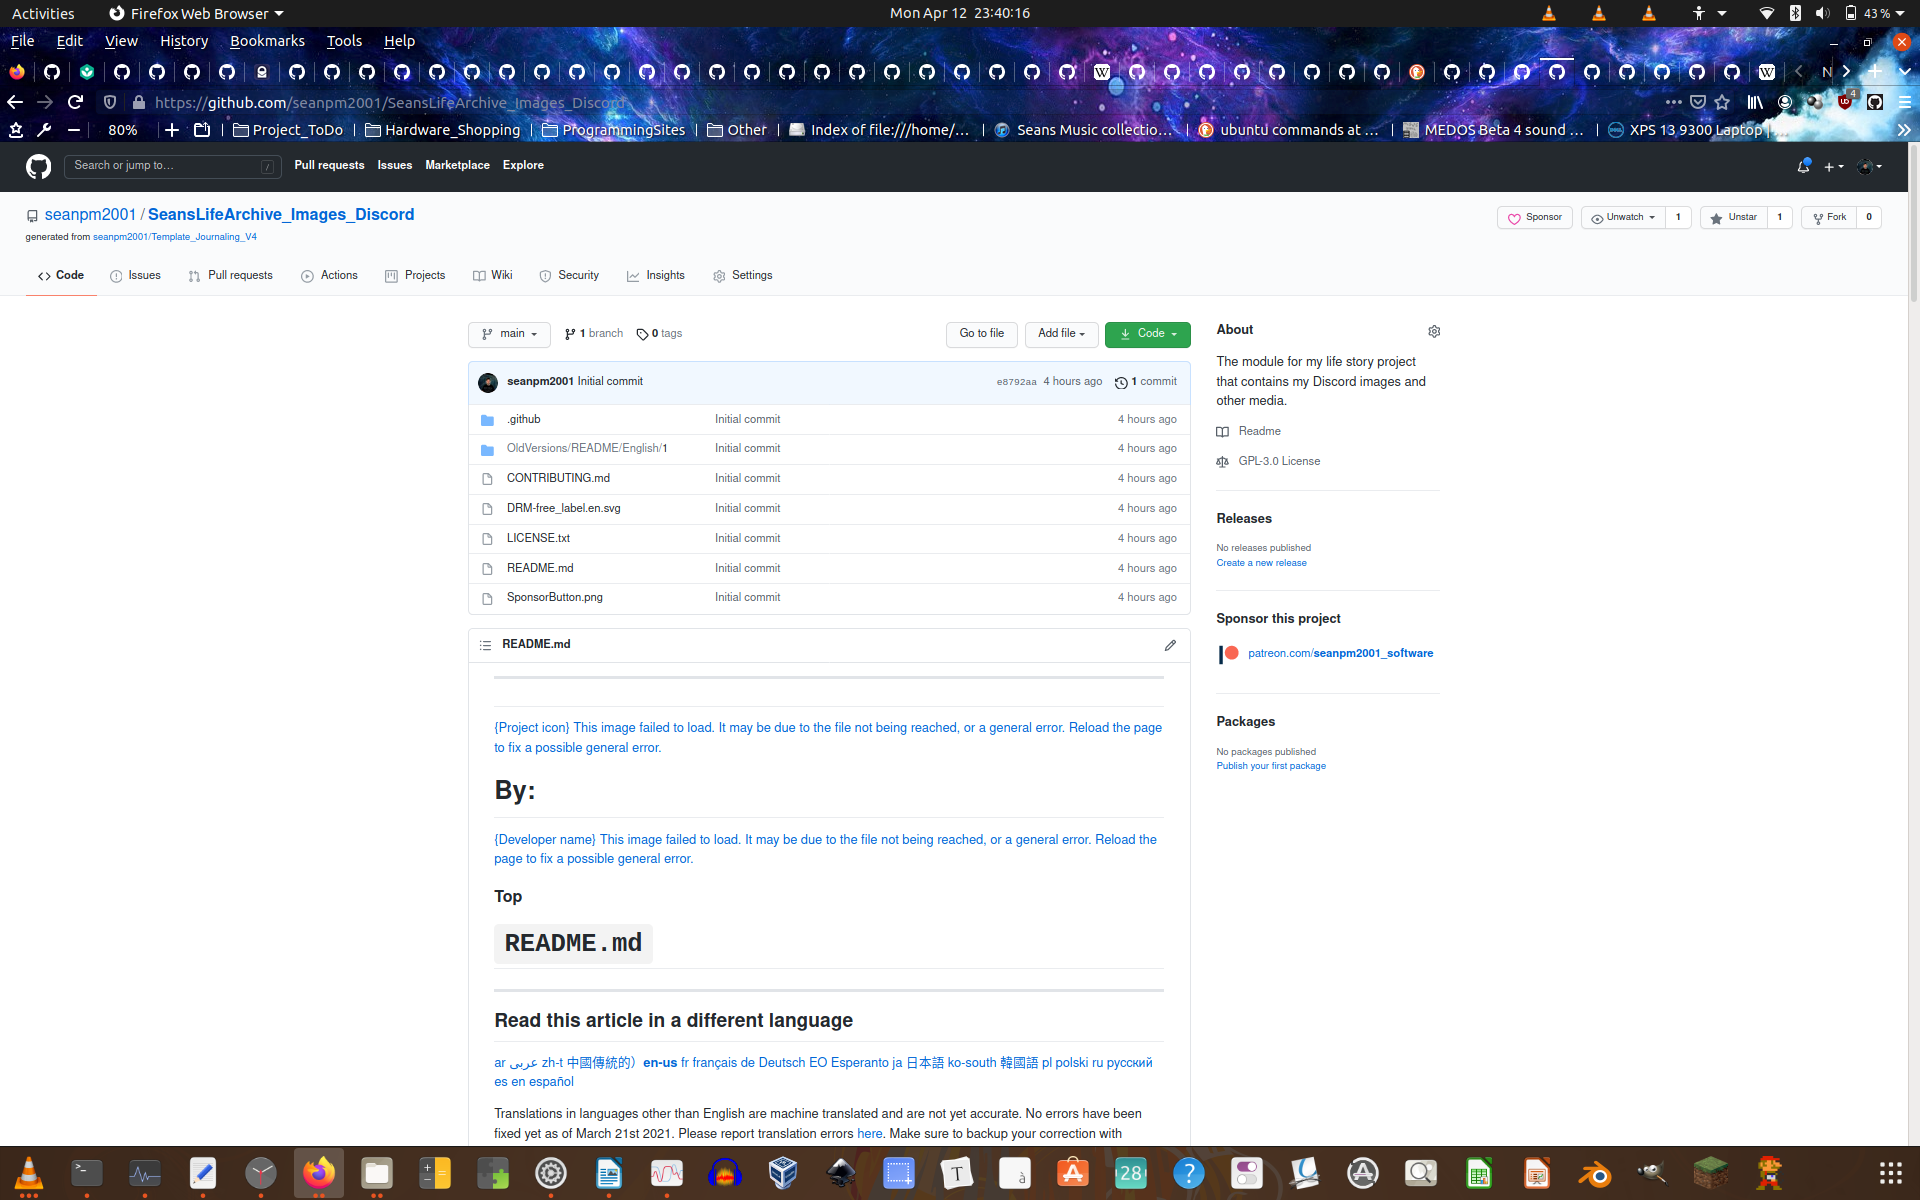 Activities Firefox Web Browser Mon Apr 12 23:40:16 43 %
File Edit View History Bookmarks Tools Help
N
https://github.com/seanpm2001/SeansLifeArchive_Images_Discord 4
80% Project_ToDo Hardware_Shopping ProgrammingSites Other Index of file:///home/... Seans Music collectio... ubuntu commands at ... MEDOS Beta 4 sound ... XPS 13 9300 Laptop |
Search or jump to... / Pull requests Issues Marketplace Explore
seanpm2001 / SeansLifeArchive_Images_Discord Sponsor Unwatch 1 Unstar 1 Fork 0
generated from seanpm2001/Template_Journaling_V4
Code Issues Pull requests Actions Projects Wiki Security Insights Settings
main 1 branch 0 tags Go to file Add file Code
seanpm2001 Initial commit e8792aa 4 hours ago 1 commit
.github Initial commit 4 hours ago
OldVersions/README/English/1 Initial commit 4 hours ago
CONTRIBUTING.md Initial commit 4 hours ago
DRM-free_label.en.svg Initial commit 4 hours ago
LICENSE.txt Initial commit 4 hours ago
README.md Initial commit 4 hours ago
SponsorButton.png Initial commit 4 hours ago
About
The module for my life story project
that contains my Discord images and
other media.
Readme
GPL-3.0 License
Releases
No releases published
Create a new release
Sponsor this project
patreon.com/seanpm2001_software
Packages
No packages published
Publish your first package
README.md
{Project icon} This image failed to load. It may be due to the file not being reached, or a general error. Reload the page
to fix a possible general error.
By:
{Developer name} This image failed to load. It may be due to the file not being reached, or a general error. Reload the
page to fix a possible general error.
Top
README.md
Read this article in a different language
ar عربى zh-t 中國傳統的）en-us fr français de Deutsch EO Esperanto ja 日本語 ko-south 韓國語 pl polski ru русский
es en español
Translations in languages other than English are machine translated and are not yet accurate. No errors have been
fixed yet as of March 21st 2021. Please report translation errors here. Make sure to backup your correction with